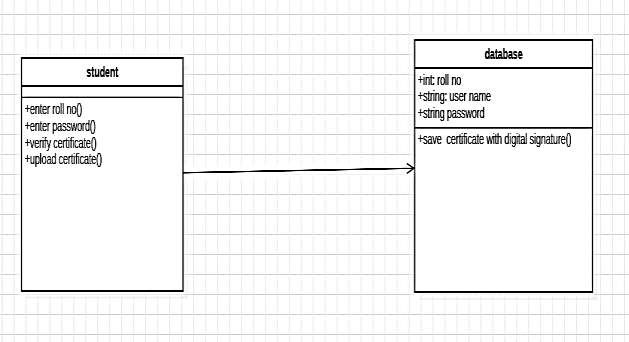 student
+enter roll no()
+enter password()
+verify certificate()
+upload certificate()
database
+int: roll no
+string: user name
+string password
+save certificate with digital signature()